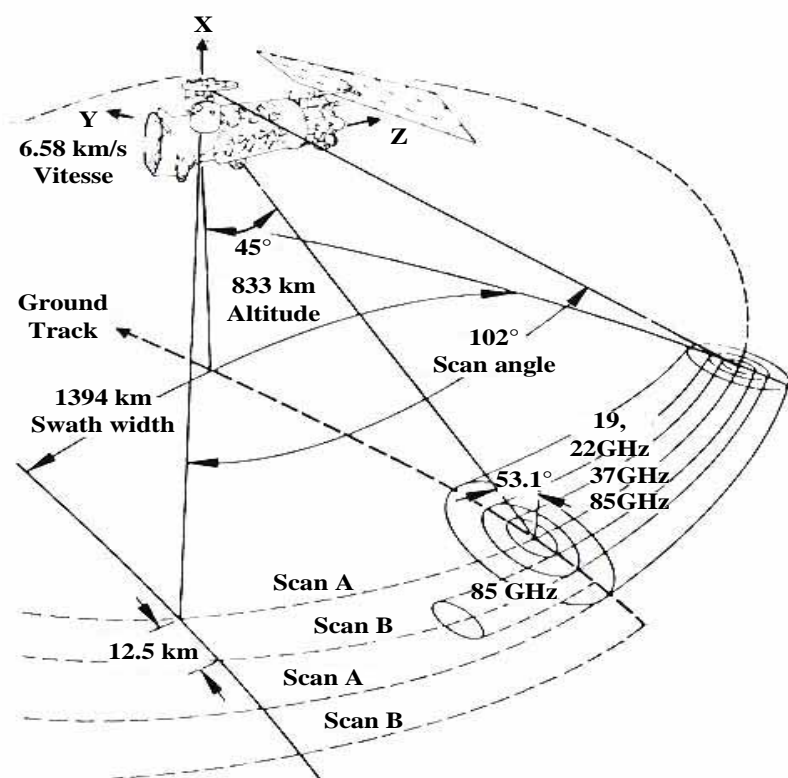 X
Y
Z
6.58 km/s
Vitesse
45°
833 km
Altitude
Ground
Track
102°
Scan angle
1394 km
Swath width
19,
22GHz
37GHz
85GHz
53.1°
85 GHz
Scan A
Scan B
12.5 km
Scan A
Scan B